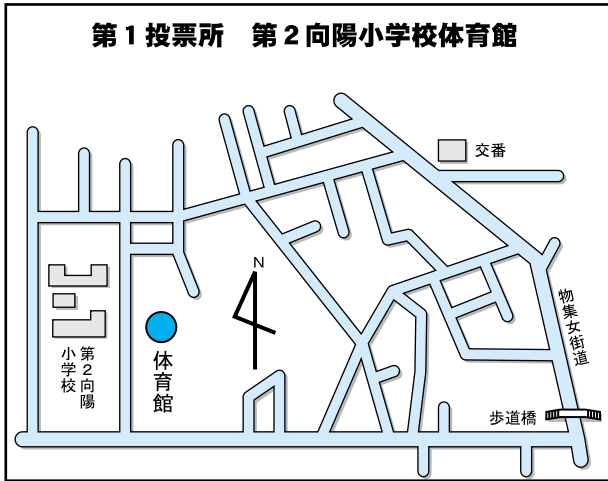 第１投票所　第２向陽小学校体育館
交番
N
物集女街道
第２向陽
小学校
体育館
歩道橋